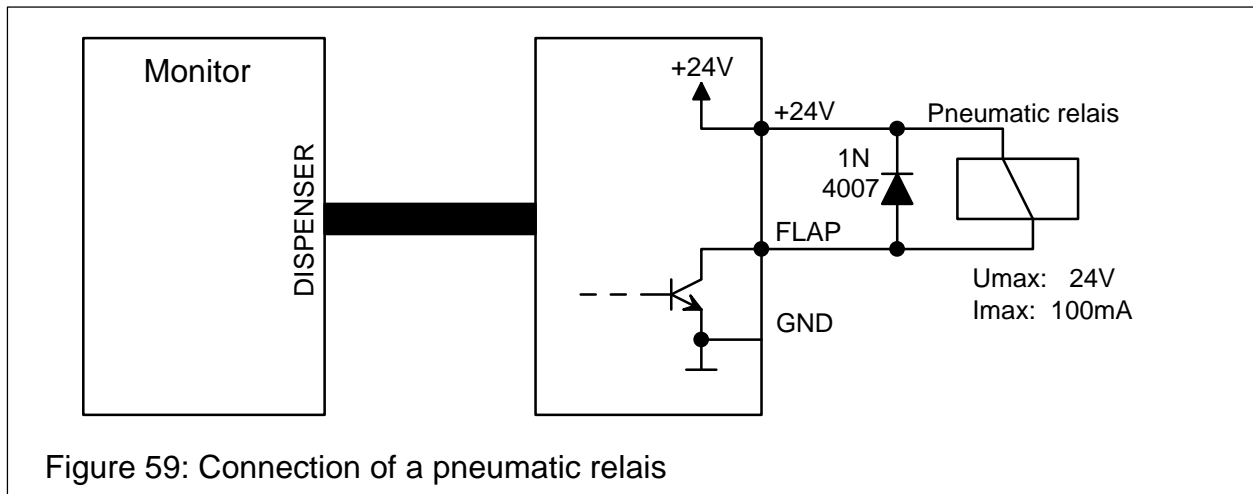 Monitor
DISPENSER
+24V
+24V
Pneumatic relais
1N
4007
FLAP
GND
Umax: 24V
Imax: 100mA
Figure 59: Connection of a pneumatic relais